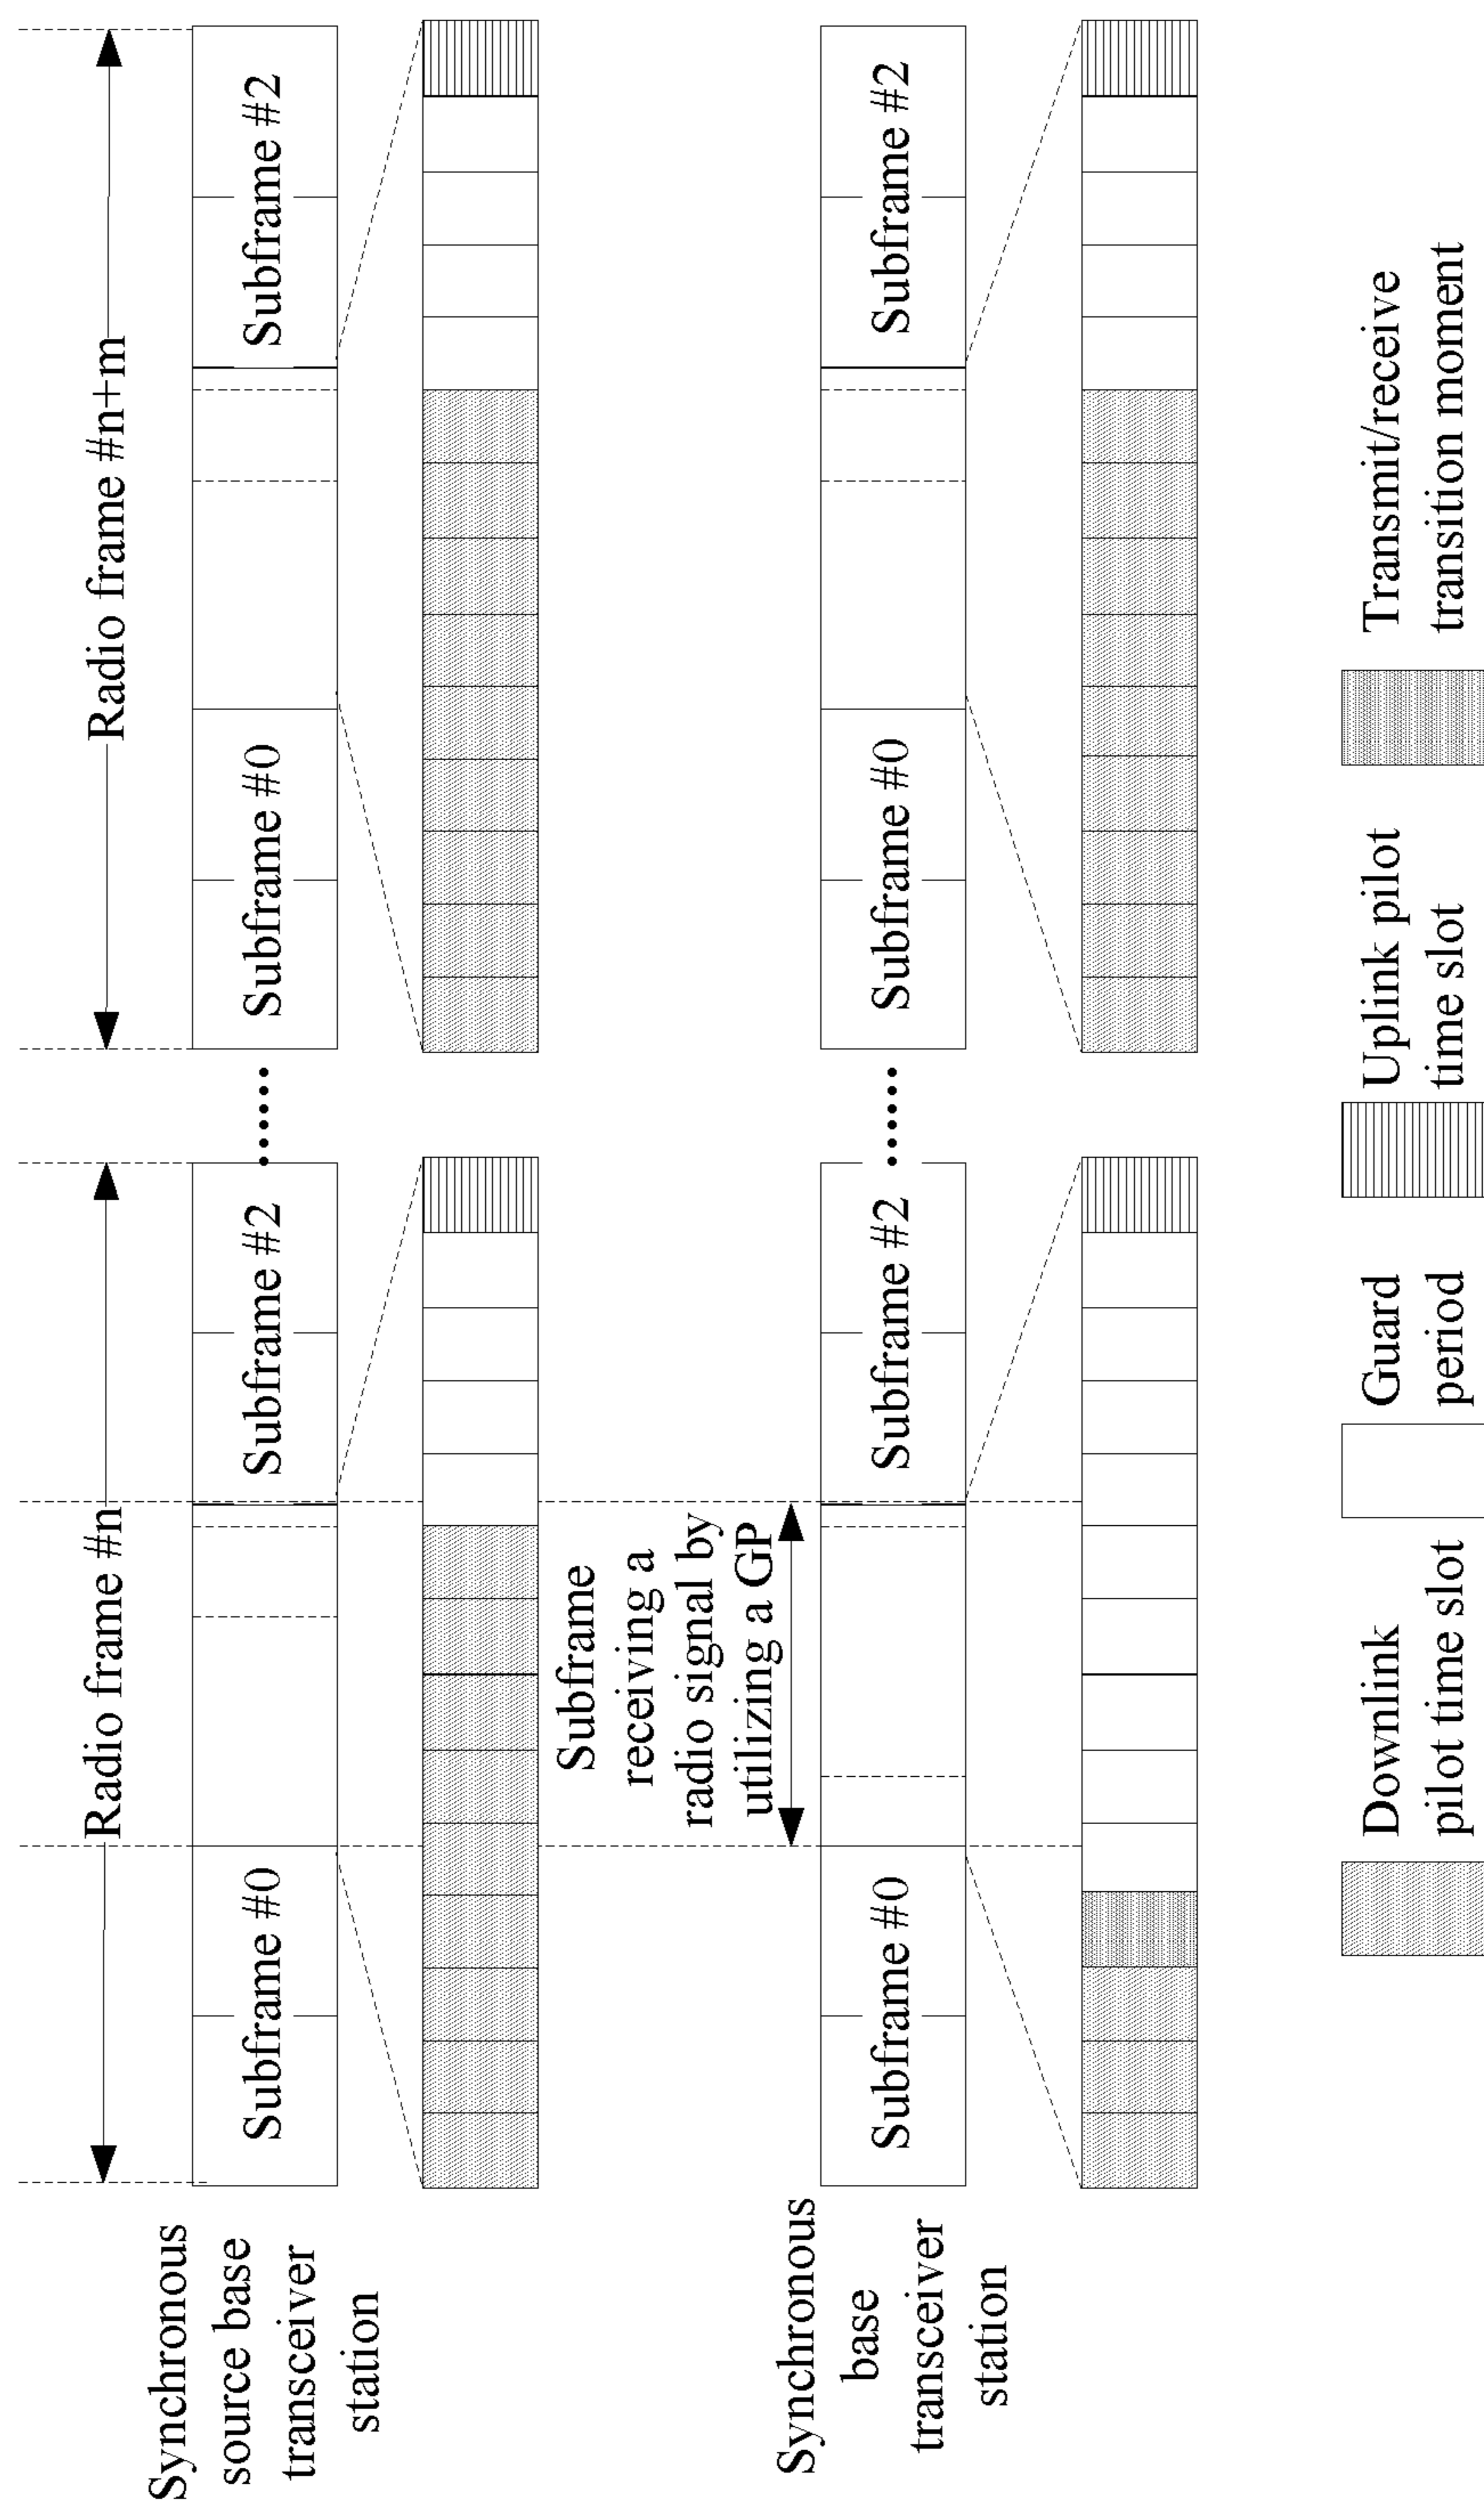 Radio frame #n
Radio frame #n+m
Synchronous
source base
transceiver
station
Subframe #0
Subframe #2
......
Subframe #0
Subframe #2
Subframe
receiving a
radio signal by
utilizing a GP
Synchronous
base
transceiver
station
Subframe #0
Subframe #2
......
Subframe #0
Subframe #2
Downlink
pilot time slot
Guard
period
Uplink pilot
time slot
Transmit/receive
transition moment